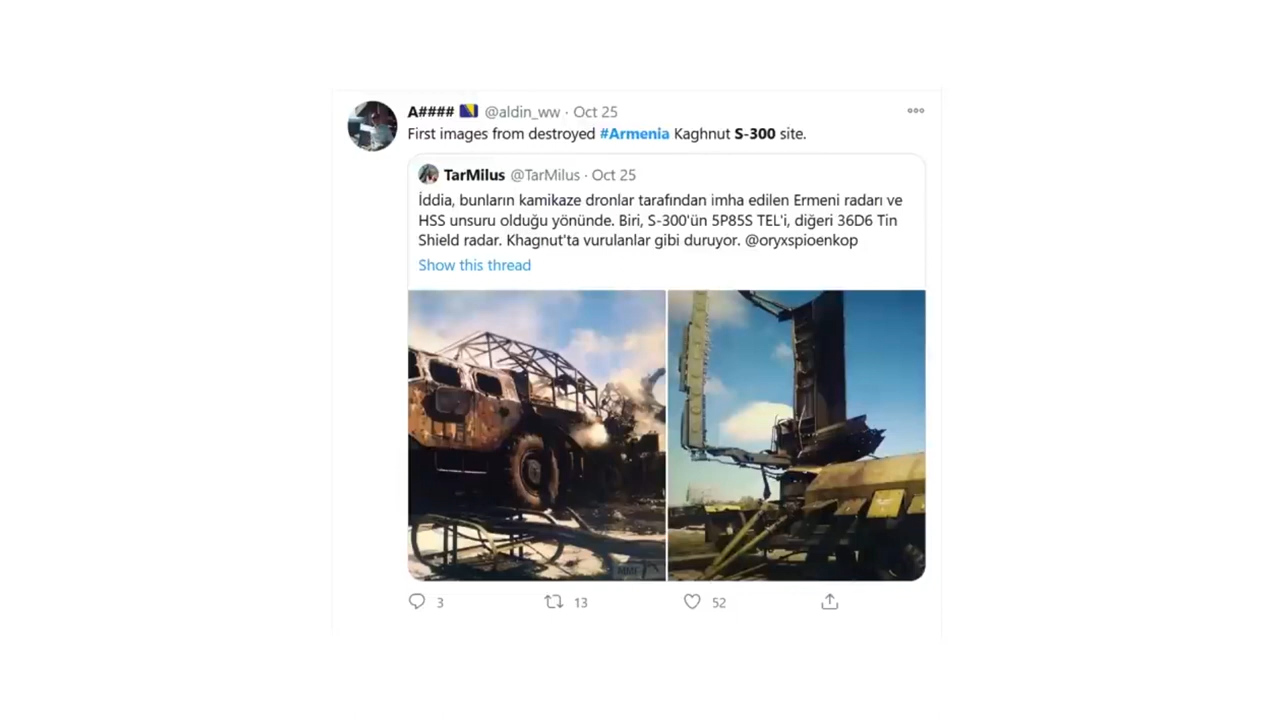 A#### @aldin_ww · Oct 25
First images from destroyed #Armenia Kaghnut S-300 site.
TarMilus @TarMilus · Oct 25
İddia, bunların kamikaze dronlar tarafından imha edilen Ermeni radarı ve
HSS unsuru olduğu yönünde. Biri, S-300'ün 5P85S TEL'i, diğeri 36D6 Tin
Shield radar. Khagnut'ta vurulanlar gibi duruyor. @oryxspioenkop
Show this thread
3 13 52